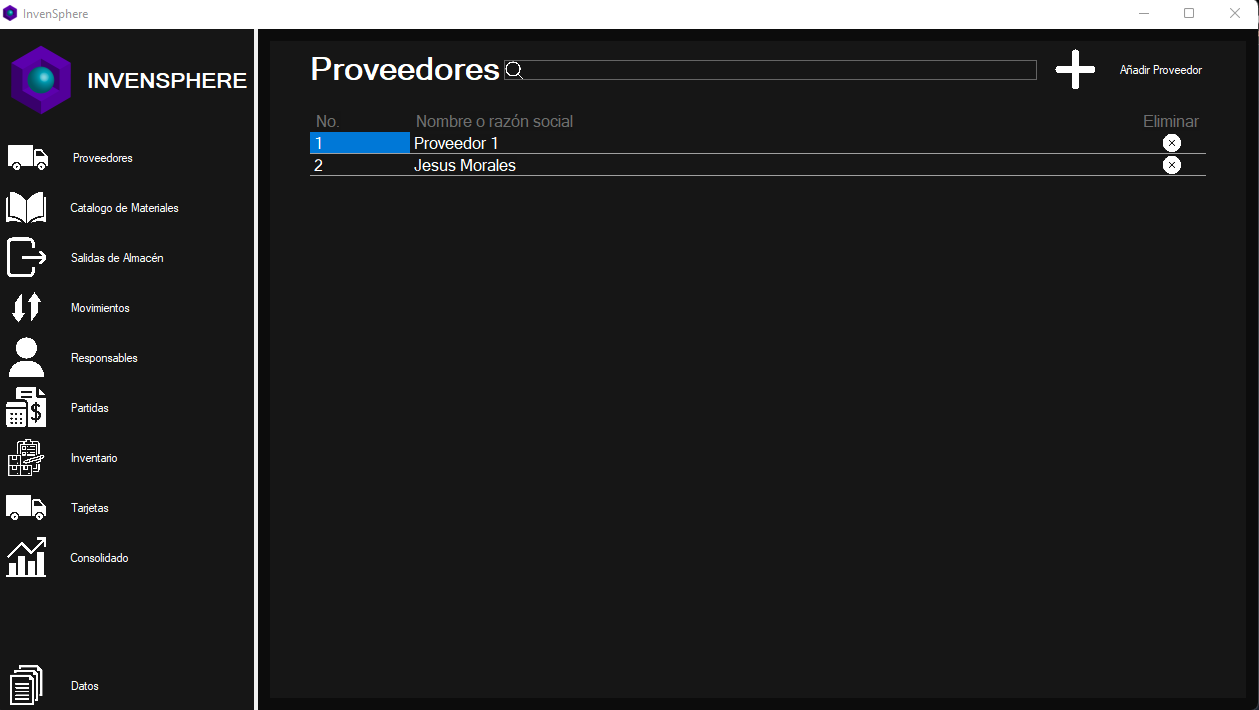 InvenSphere
INVENSPHERE
Proveedores
Catalogo de Materiales
Salidas de Almacén
Movimientos
Responsables
Partidas
$
Inventario
Tarjetas
Consolidado
Datos
Proveedores
Añadir Proveedor
No. Nombre o razón social Eliminar
1 Proveedor 1
2 Jesus Morales